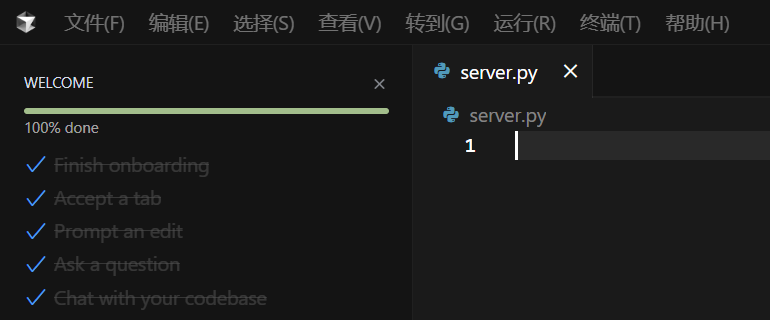 文件(F) 编辑(E) 选择(S) 查看(V) 转到(G) 运行(R) 终端(T) 帮助(H)
WELCOME
100% done
Finish onboarding
Accept a tab
Prompt an edit
Ask a question
Chat with your codebase
server.py
server.py
1